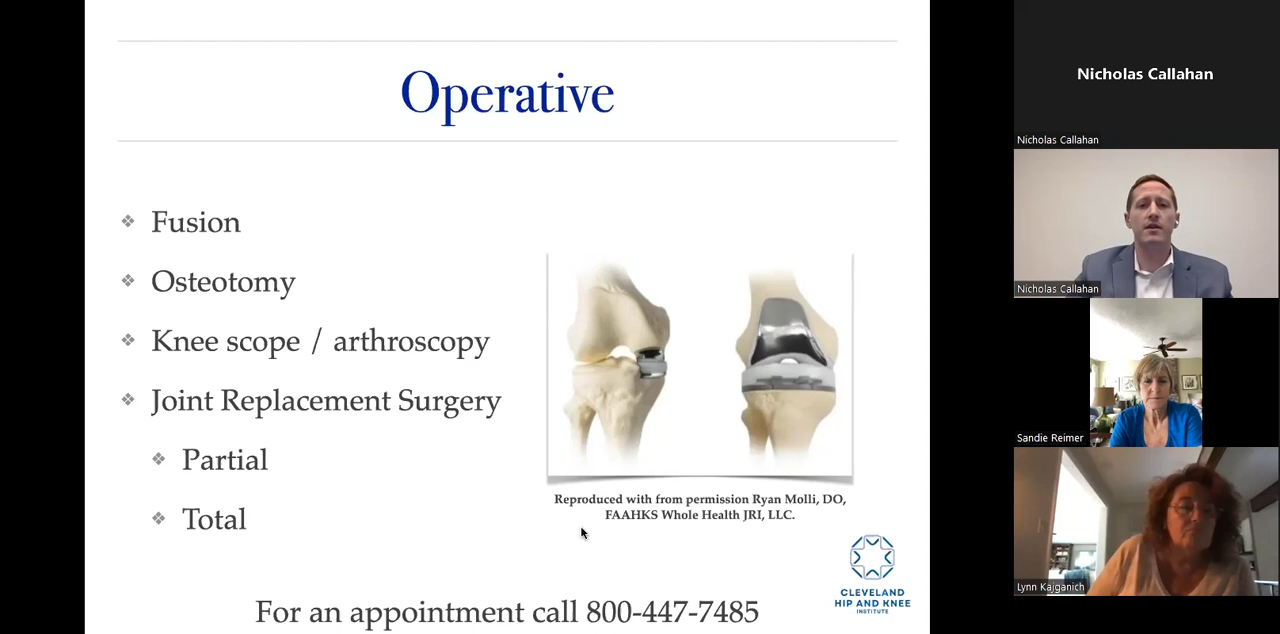 Operative
Fusion
Osteotomy
Knee scope / arthroscopy
Joint Replacement Surgery
Partial
Total
Reproduced with from permission Ryan Molli, DO,
FAAHKS Whole Health JRI, LLC.
CLEVELAND
HIP AND KNEE
INSTITUTE
For an appointment call 800-447-7485
Nicholas Callahan
Nicholas Callahan
Nicholas Callahan
Sandie Reimer
Lynn Kajganich